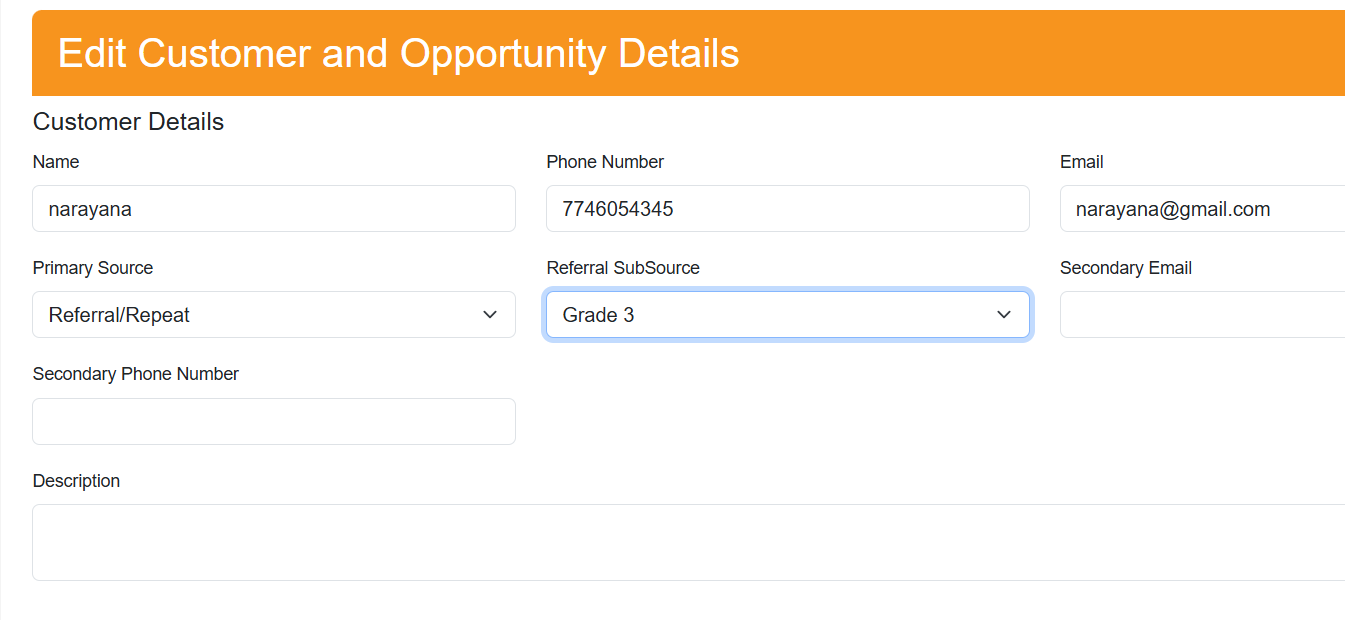 Edit Customer and Opportunity Details
Customer Details
Name Phone Number Email
narayana 7746054345 narayana@gmail.com
Primary Source Referral SubSource Secondary Email
Referral/Repeat Grade 3
Secondary Phone Number
Description